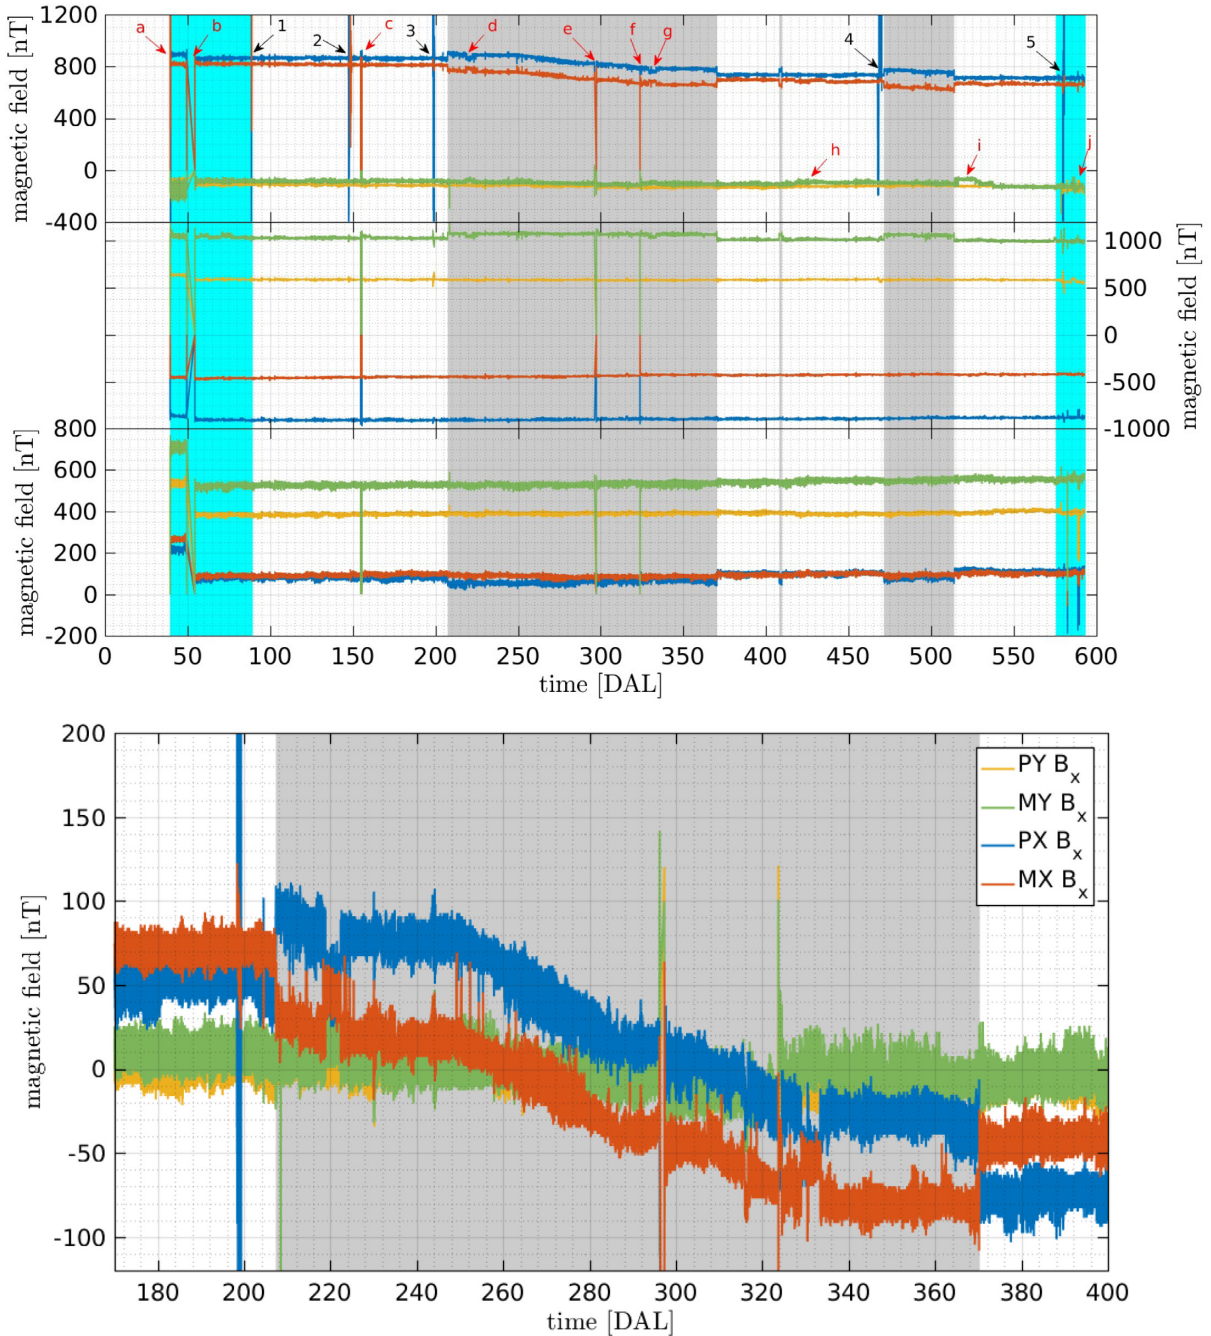 1200
800
400
0
-400
magnetic field [nT]
a
b
1
2
c
3
d
e
f
g
4
5
h
i
j
1000
500
0
-500
-1000
magnetic field [nT]
800
600
400
200
0
-200
magnetic field [nT]
0 50 100 150 200 250 300 350 400 450 500 550 600
time [DAL]
200
150
100
50
0
-50
-100
magnetic field [nT]
PY Bx
MY Bx
PX Bx
MX Bx
180 200 220 240 260 280 300 320 340 360 380 400
time [DAL]